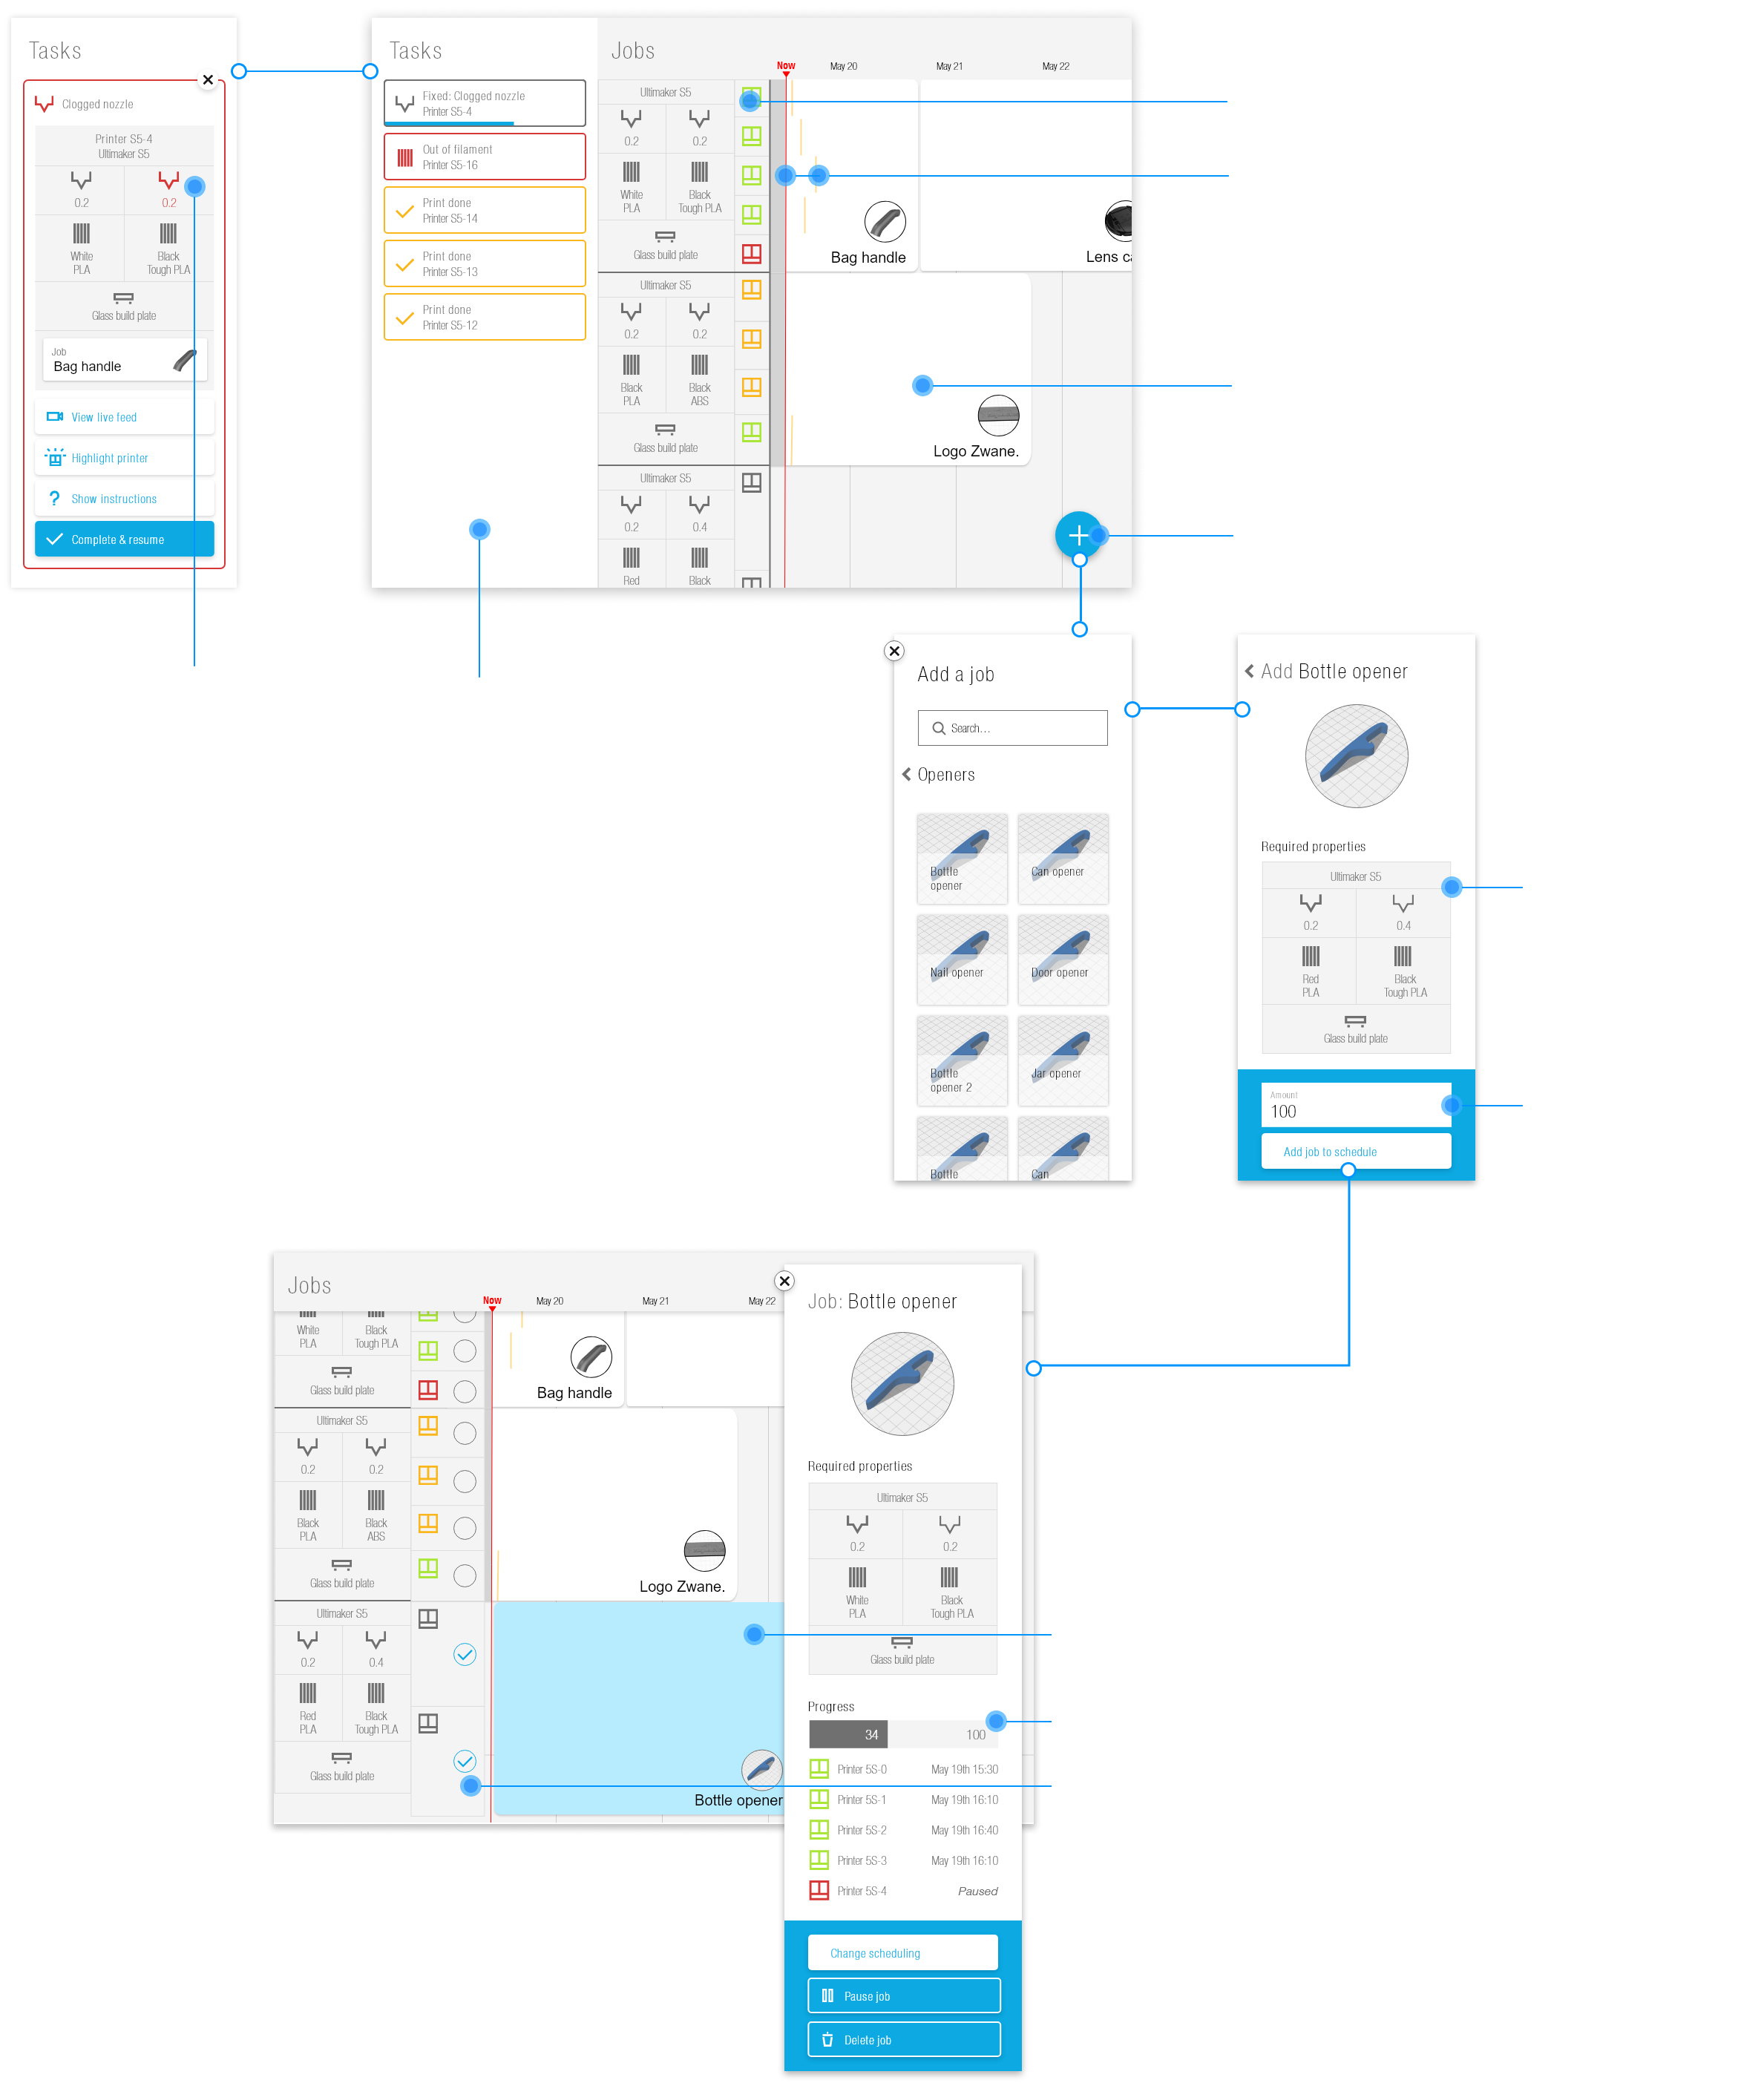 Tasks
Clogged nozzle
Printer S5-4
Ultimaker S5
0.2
0.2
White
PLA
Black
Tough PLA
Glass build plate
Job
Bag handle
View live feed
Highlight printer
Show instructions
Complete & resume
Tasks
Fixed: Clogged nozzle
Printer S5-4
Out of filament
Printer S5-16
Print done
Printer S5-14
Print done
Printer S5-13
Print done
Printer S5-12
Jobs
Now
May 20
May 21
May 22
Ultimaker S5
0.2
0.2
White
PLA
Black
Tough PLA
Glass build plate
Bag handle
Lens ca
Ultimaker S5
0.2
0.2
Black
PLA
Black
ABS
Glass build plate
Logo Zwane.
Ultimaker S5
0.2
0.4
Red
Black
Add a job
Search...
Openers
Bottle
opener
Can opener
Nail opener
Door opener
Bottle
opener 2
Jar opener
Bottle
Can
Add Bottle opener
Required properties
Ultimaker S5
0.2
0.4
Red
PLA
Black
Tough PLA
Glass build plate
Amount
100
Add job to schedule
Jobs
Now
May 20
May 21
May 22
White
PLA
Black
Tough PLA
Glass build plate
Bag handle
Ultimaker S5
0.2
0.2
Black
PLA
Black
ABS
Glass build plate
Logo Zwane.
Ultimaker S5
0.2
0.4
Red
PLA
Black
Tough PLA
Glass build plate
Bottle opener
Job: Bottle opener
Required properties
Ultimaker S5
0.2
0.2
White
PLA
Black
Tough PLA
Glass build plate
Progress
34
100
Printer 5S-0
May 19th 15:30
Printer 5S-1
May 19th 16:10
Printer 5S-2
May 19th 16:40
Printer 5S-3
May 19th 16:10
Printer 5S-4
Paused
Change scheduling
Pause job
Delete job